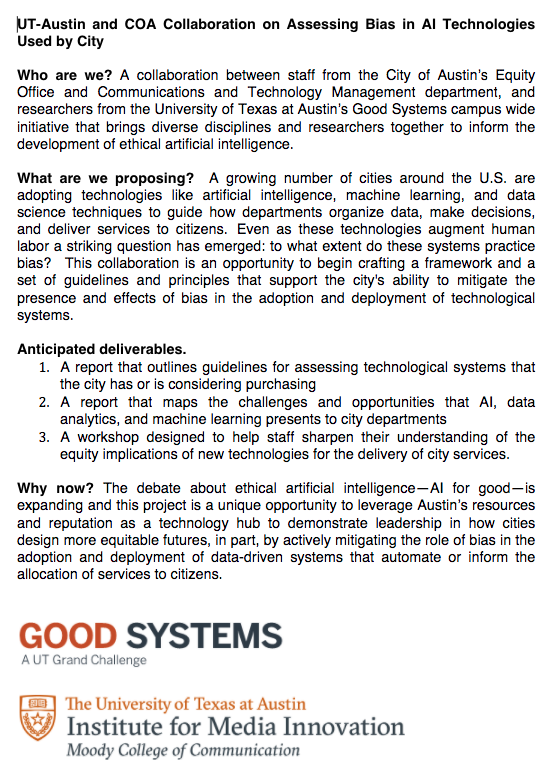 UT-Austin and COA Collaboration on Assessing Bias in AI Technologies
Used by City
Who are we? A collaboration between staff from the City of Austin's Equity
Office and Communications and Technology Management department, and
researchers from the University of Texas at Austin's Good Systems campus wide
initiative that brings diverse disciplines and researchers together to inform the
development of ethical artificial intelligence.
What are we proposing? A growing number of cities around the U.S. are
adopting technologies like artificial intelligence, machine learning, and data
science techniques to guide how departments organize data, make decisions,
and deliver services to citizens. Even as these technologies augment human
labor a striking question has emerged: to what extent do these systems practice
bias? This collaboration is an opportunity to begin crafting a framework and a
set of guidelines and principles that support the city's ability to mitigate the
presence and effects of bias in the adoption and deployment of technological
systems.
Anticipated deliverables.
1. A report that outlines guidelines for assessing technological systems that
the city has or is considering purchasing
2. A report that maps the challenges and opportunities that AI, data
analytics, and machine learning presents to city departments
3. A workshop designed to help staff sharpen their understanding of the
equity implications of new technologies for the delivery of city services.
Why now? The debate about ethical artificial intelligence—AI for good—is
expanding and this project is a unique opportunity to leverage Austin's resources
and reputation as a technology hub to demonstrate leadership in how cities
design more equitable futures, in part, by actively mitigating the role of bias in the
adoption and deployment of data-driven systems that automate or inform the
allocation of services to citizens.
GOOD SYSTEMS
A UT Grand Challenge
The University of Texas at Austin
Institute for Media Innovation
Moody College of Communication